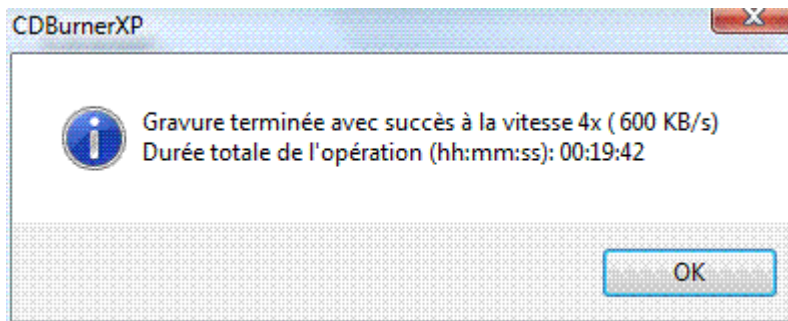 CDBurnerXP
Gravure terminée avec succès à la vitesse 4x ( 600 KB/s)
Durée totale de l'opération (hh:mm:ss): 00:19:42
OK